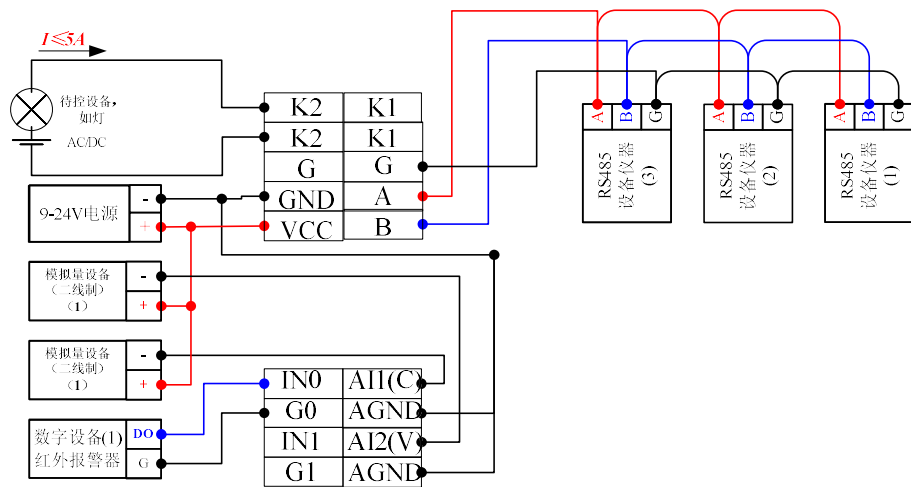 I≤5A
待控设备，
如灯
AC/DC
K2 K1
K2 K1
G G
GND A
VCC B
A B G
RS485
设备仪器
(3)
A B G
RS485
设备仪器
(2)
A B G
RS485
设备仪器
(1)
9-24V电源
-
+
模拟量设备
（二线制）
（1）
-
+
模拟量设备
（二线制）
（1）
-
+
数字设备(1)
红外报警器
DO
G
IN0 AI1(C)
G0 AGND
IN1 AI2(V)
G1 AGND